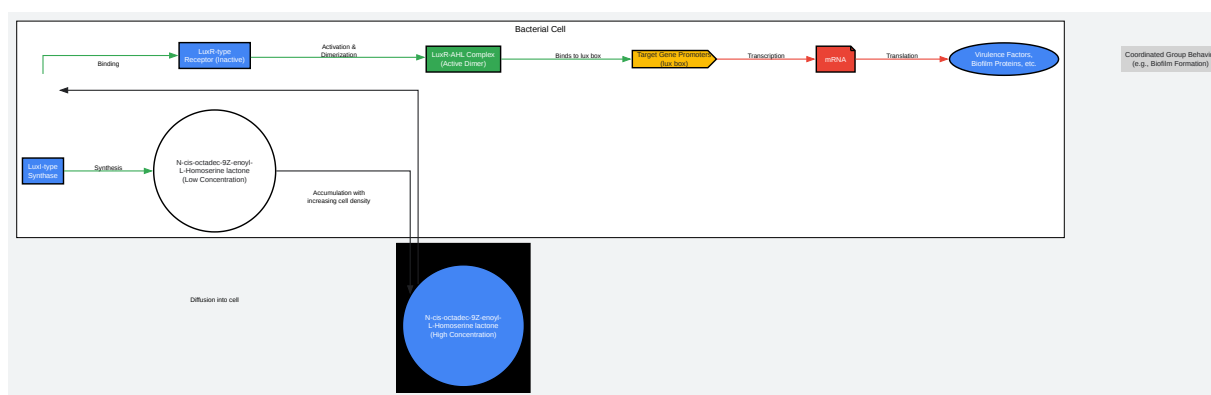 Bacterial Cell
LuxR-type
Receptor (Inactive)
Binding
Activation &
Dimerization
LuxR-AHL Complex
(Active Dimer)
Binds to lux box
Target Gene Promoters
(lux box)
Transcription
mRNA
Translation
Virulence Factors,
Biofilm Proteins, etc.
Coordinated Group Behavi
(e.g., Biofilm Formation)
LuxI-type
Synthase
Synthesis
N-cis-octadec-9Z-enoyl-
L-Homoserine lactone
(Low Concentration)
Accumulation with
increasing cell density
Diffusion into cell
N-cis-octadec-9Z-enoyl-
L-Homoserine lactone
(High Concentration)